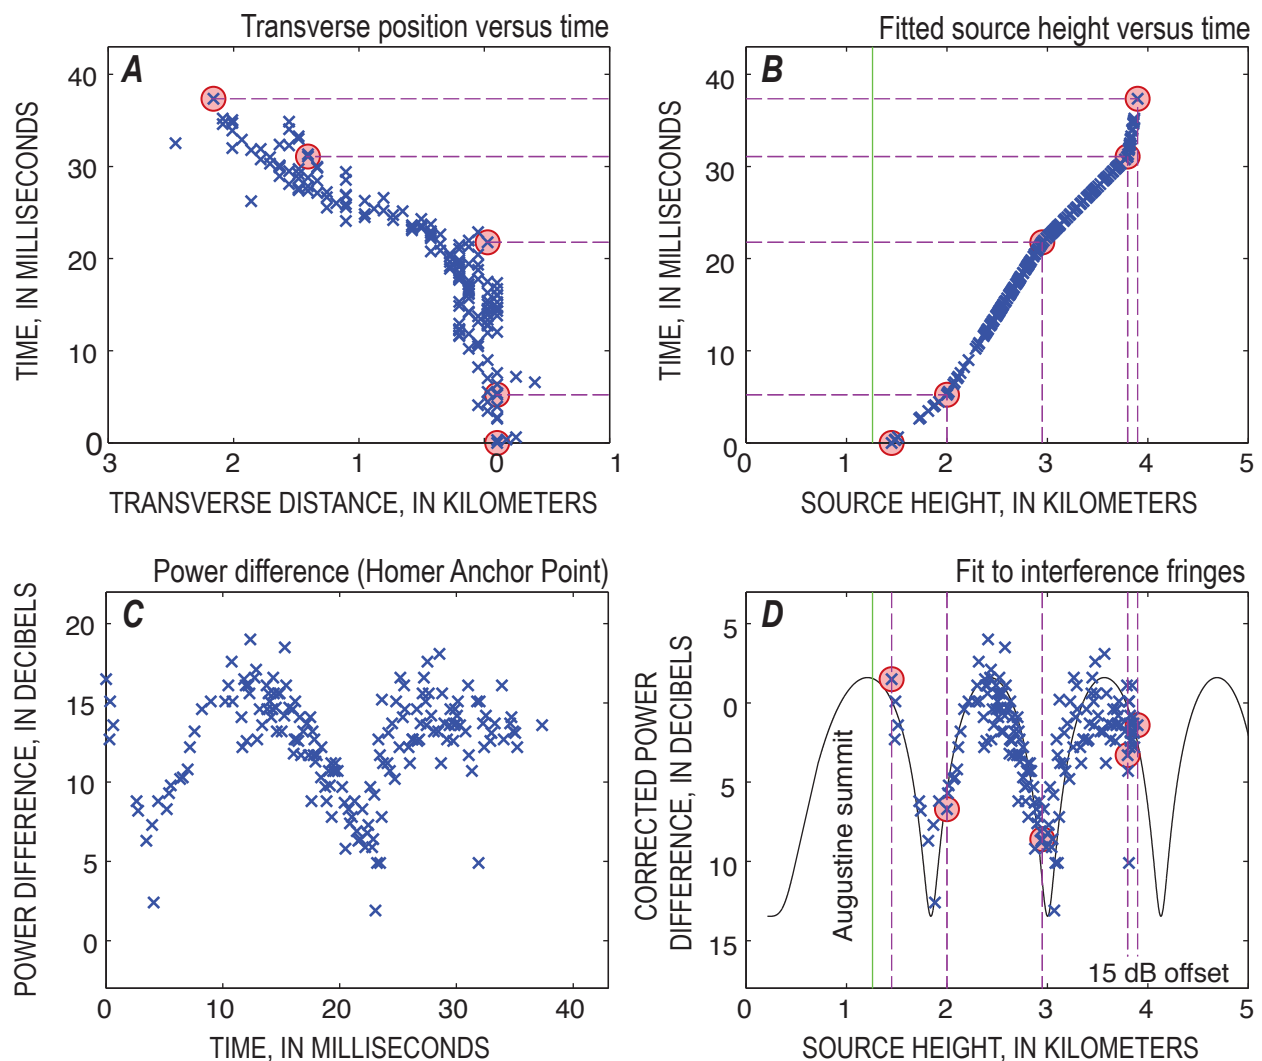 Transverse position versus time
A
TIME, IN MILLISECONDS
40
30
20
10
0
3 2 1 0 1
TRANSVERSE DISTANCE, IN KILOMETERS
Fitted source height versus time
B
TIME, IN MILLISECONDS
40
30
20
10
0
0 1 2 3 4 5
SOURCE HEIGHT, IN KILOMETERS
Power difference (Homer Anchor Point)
C
POWER DIFFERENCE, IN DECIBELS
20
15
10
5
0
0 10 20 30 40
TIME, IN MILLISECONDS
Fit to interference fringes
D
CORRECTED POWER
DIFFERENCE, IN DECIBELS
5
0
5
10
15
Augustine summit
15 dB offset
0 1 2 3 4 5
SOURCE HEIGHT, IN KILOMETERS